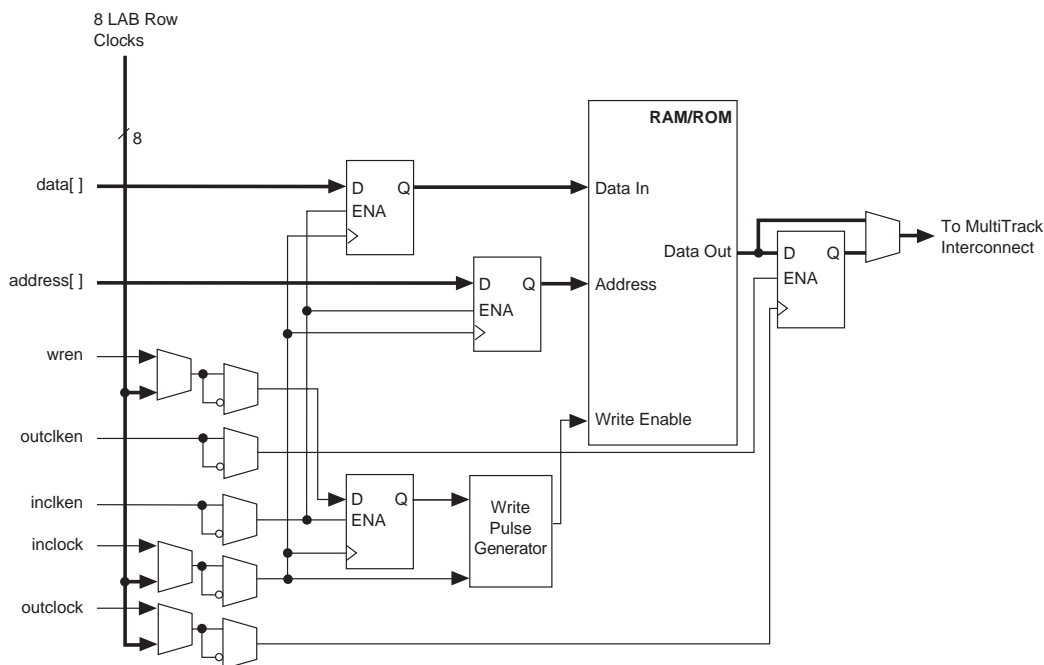 8 LAB Row
Clocks
8
RAM/ROM
data[ ]
D Q
Data In
ENA
To MultiTrack
Interconnect
Data Out
D Q
address[ ]
D Q
Address
ENA
ENA
wren
Write Enable
outclken
inclken
D Q
ENA
Write
Pulse
Generator
inclock
outclock